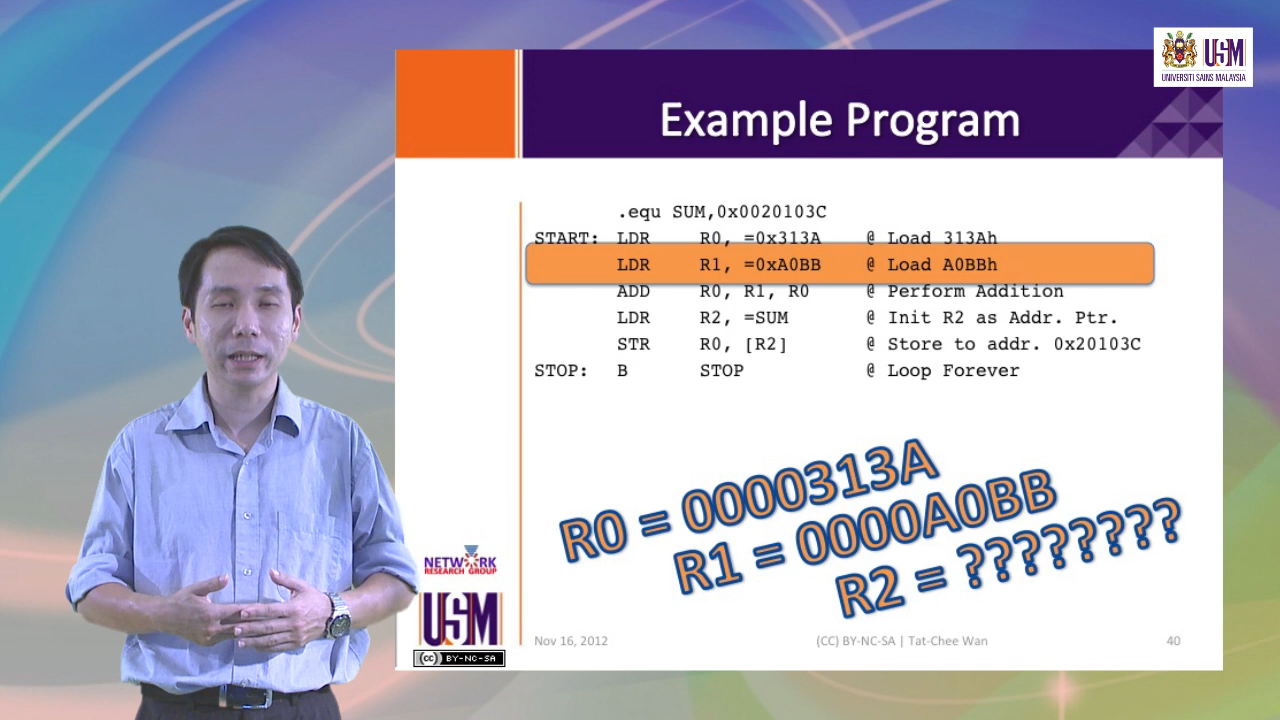 USM
UNIVERSITI SAINS MALAYSIA
Example Program
.equ SUM,0x0020103C
START: LDR R0, =0x313A @ Load 313Ah
LDR R1, =0xA0BB @ Load A0BBh
ADD R0, R1, R0 @ Perform Addition
LDR R2, =SUM @ Init R2 as Addr. Ptr.
STR R0, [R2] @ Store to addr. 0x20103C
STOP: B STOP @ Loop Forever
R0 = 0000313A
R1 = 0000A0BB
R2 = ????????
NETWORK
RESEARCH GROUP
USM
(cc) BY-NC-SA
Nov 16, 2012 (CC) BY-NC-SA | Tat-Chee Wan 40